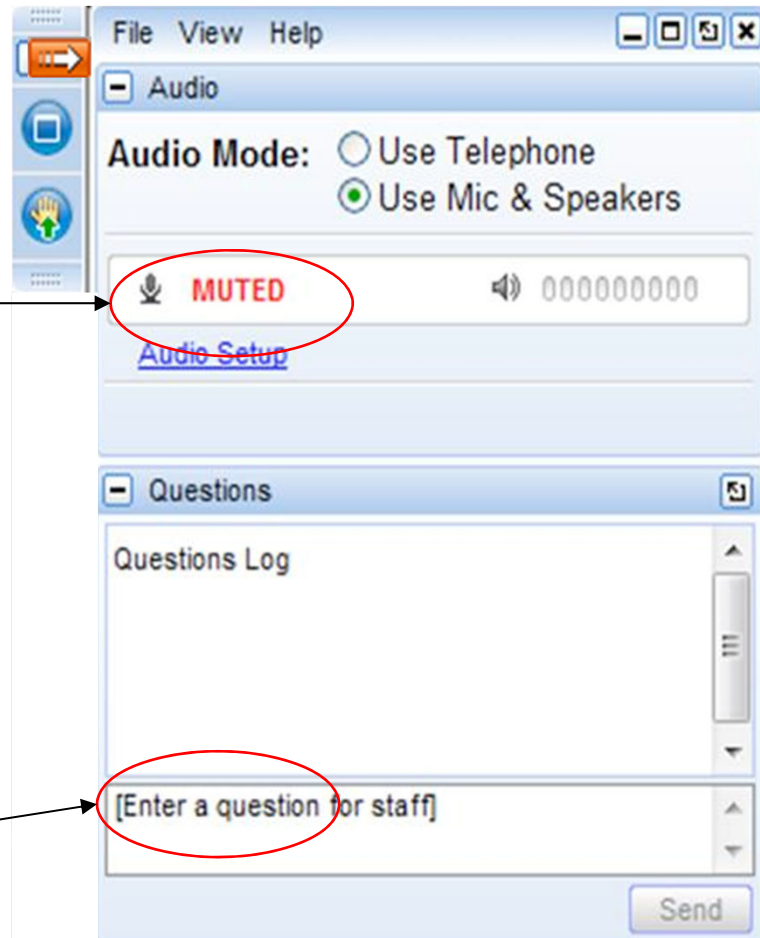 File View Help
Audio
Audio Mode: Use Telephone
Use Mic & Speakers
MUTED 000000000
Audio Setup
Questions
Questions Log
[Enter a question for staff]
Send